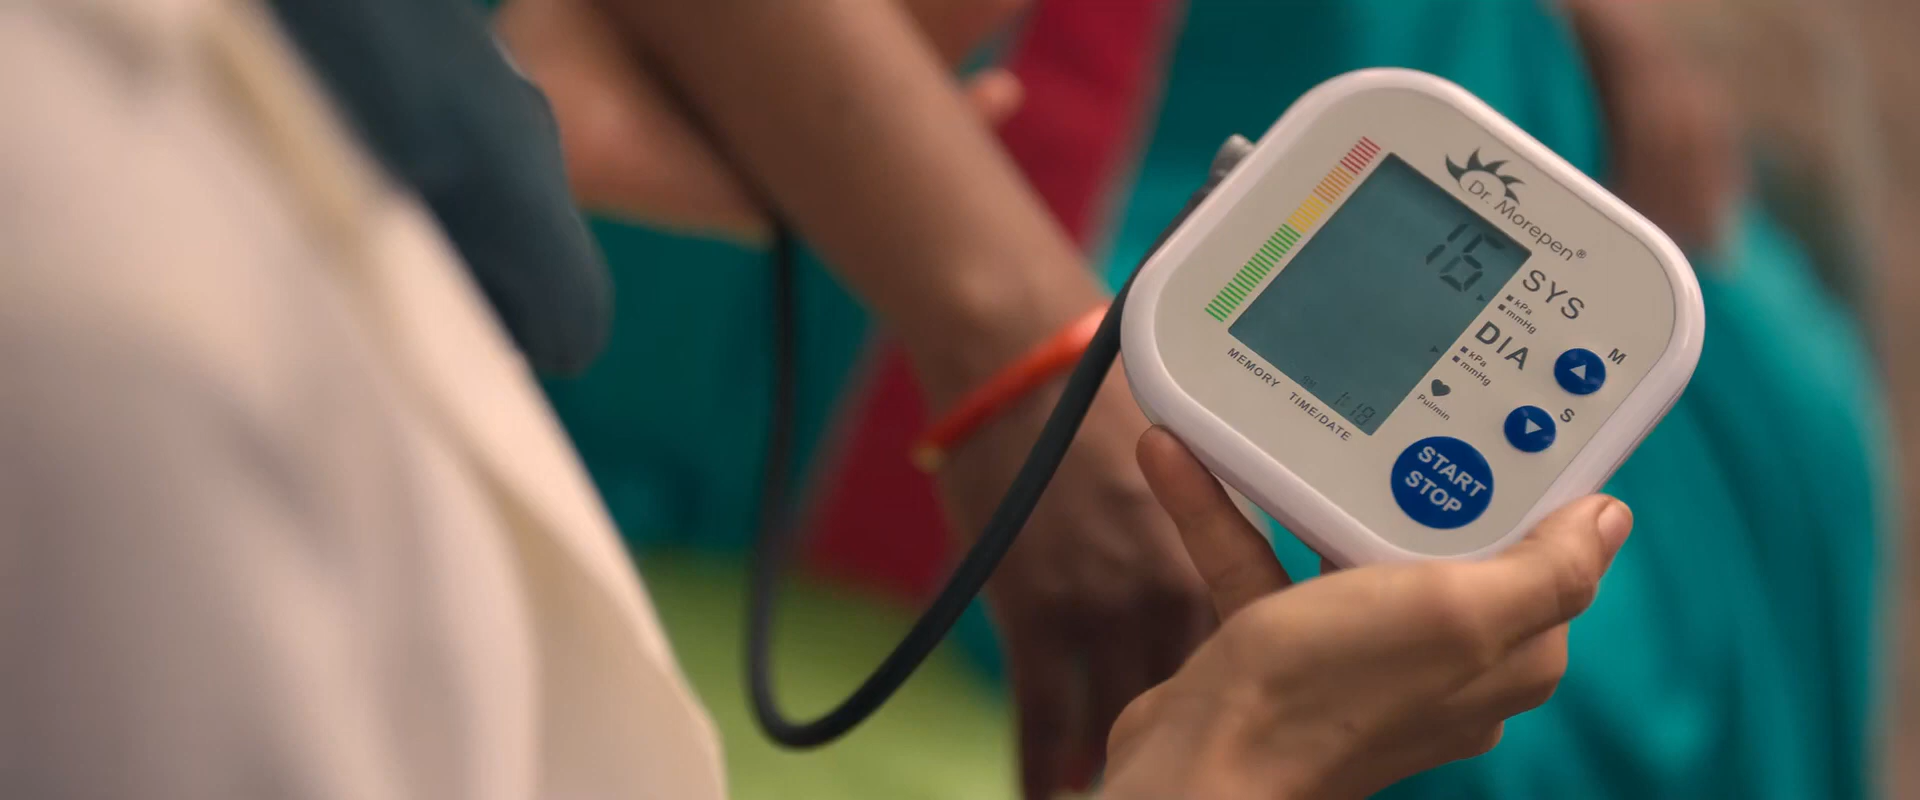 Dr. Morepen®
16
SYS
kPa
mmHg
DIA
kPa
mmHg
Pul/min
M
S
MEMORY
TIME/DATE
1:18
START
STOP